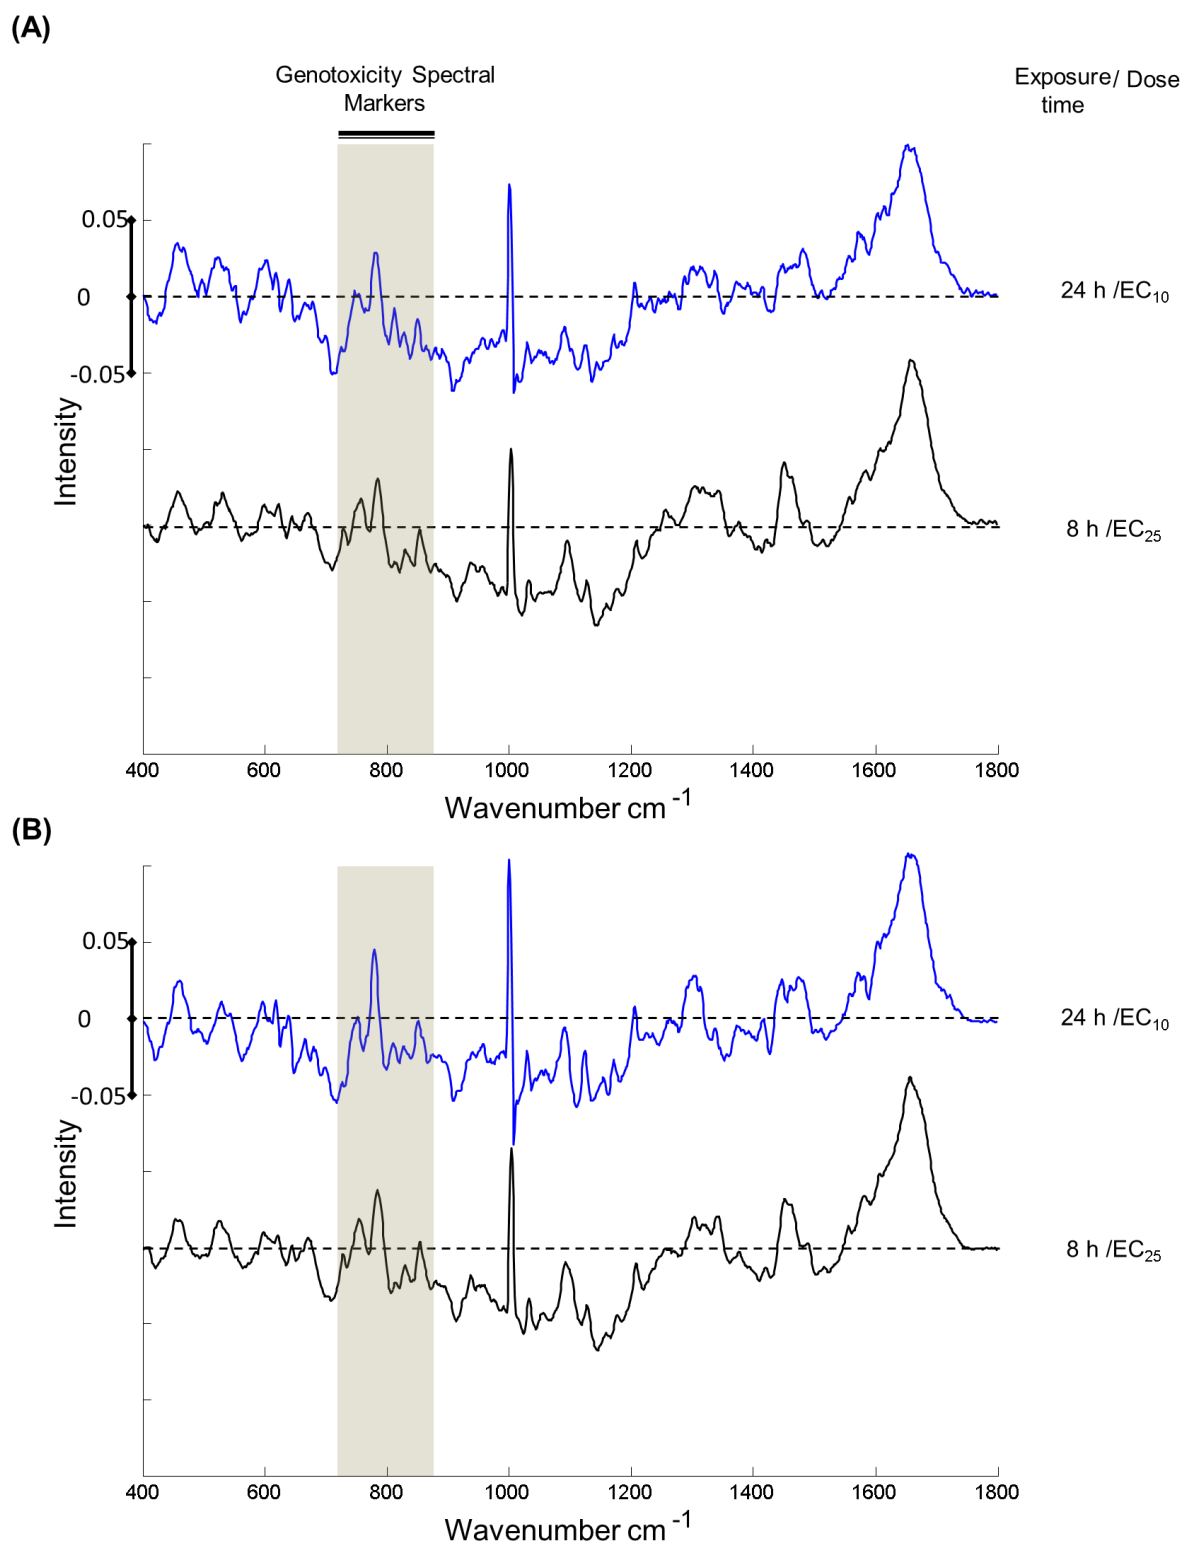 (A)
Genotoxicity Spectral
Markers
Exposure/ Dose
time
0.05
0
-0.05
Intensity
24 h /EC10
8 h /EC25
400 600 800 1000 1200 1400 1600 1800
Wavenumber cm-1
(B)
0.05
0
-0.05
Intensity
24 h /EC10
8 h /EC25
400 600 800 1000 1200 1400 1600 1800
Wavenumber cm-1